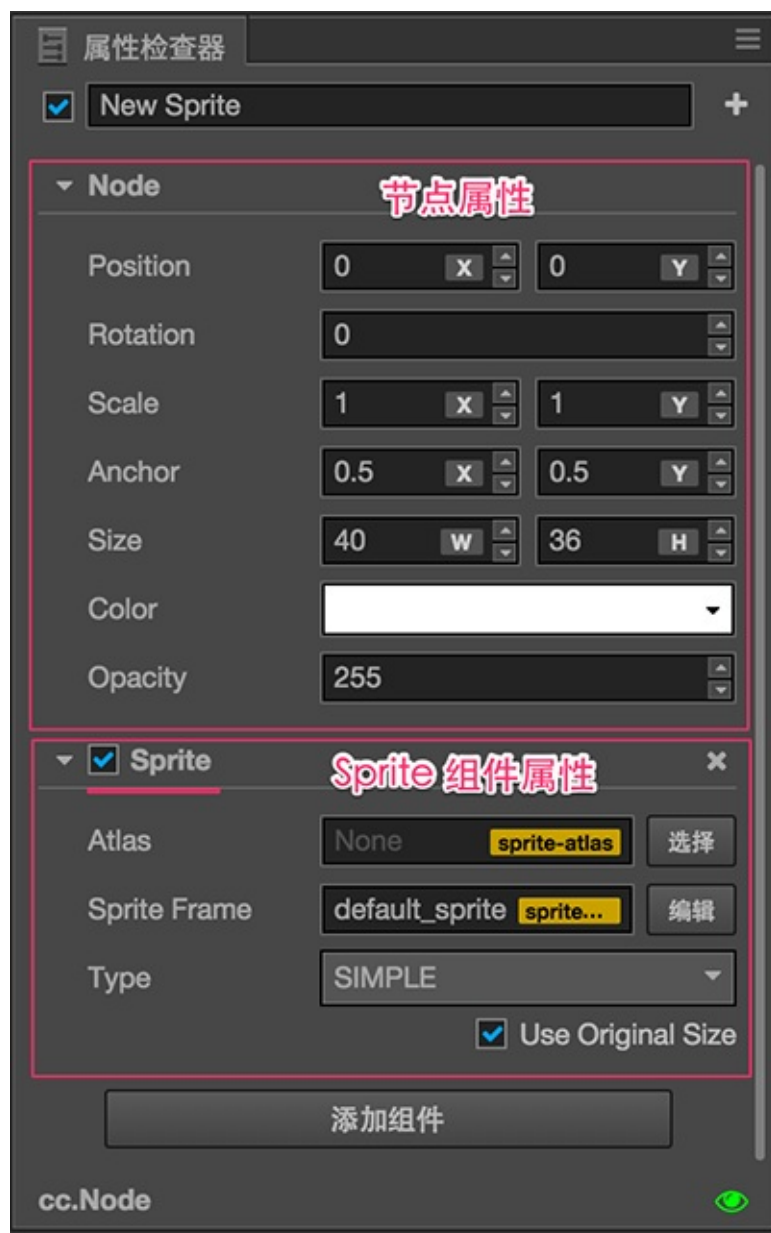 属性检查器
New Sprite
Node 节点属性
Position 0 X 0 Y
Rotation 0
Scale 1 X 1 Y
Anchor 0.5 X 0.5 Y
Size 40 W 36 H
Color
Opacity 255
Sprite Sprite 组件属性
Atlas None sprite-atlas 选择
Sprite Frame default_sprite sprite... 编辑
Type SIMPLE
Use Original Size
添加组件
cc.Node